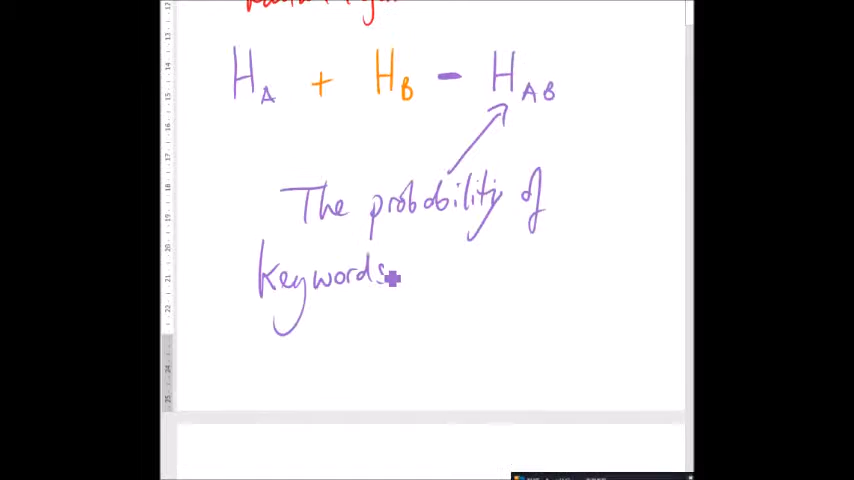 H_A + H_B - H_AB
The probability of
keywords